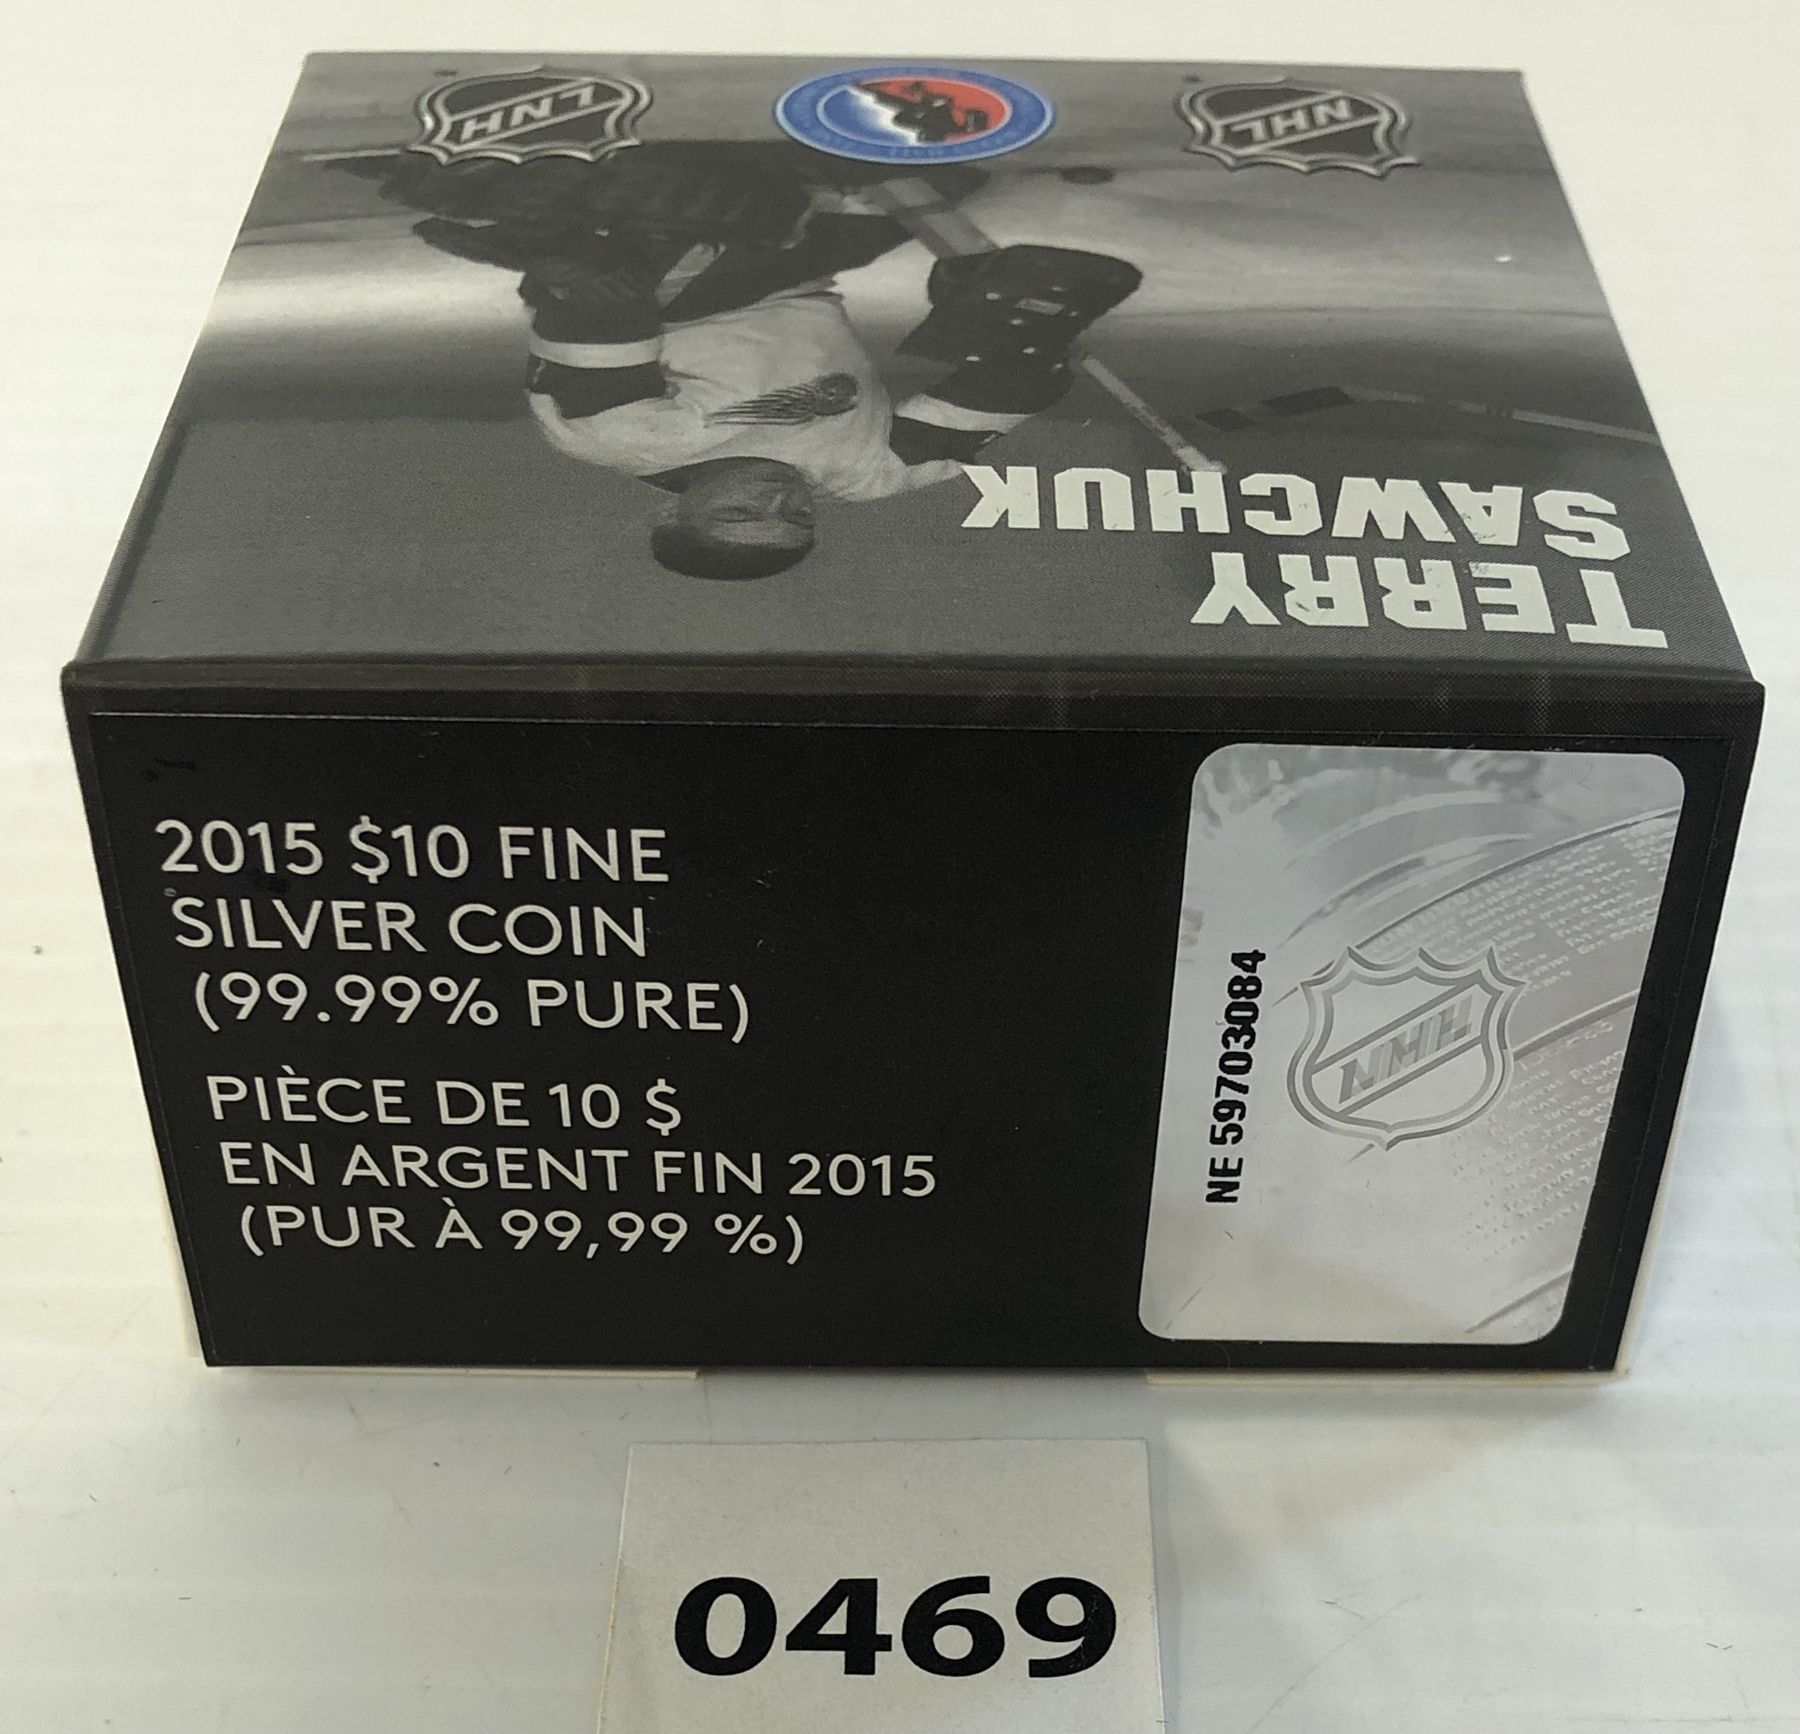 LNH
NHL
TERRY
SAWCHUK
2015 $10 FINE
SILVER COIN
(99.99% PURE)
PIÈCE DE 10 $
EN ARGENT FIN 2015
(PUR À 99,99 %)
NE 59703084
NHL
0469